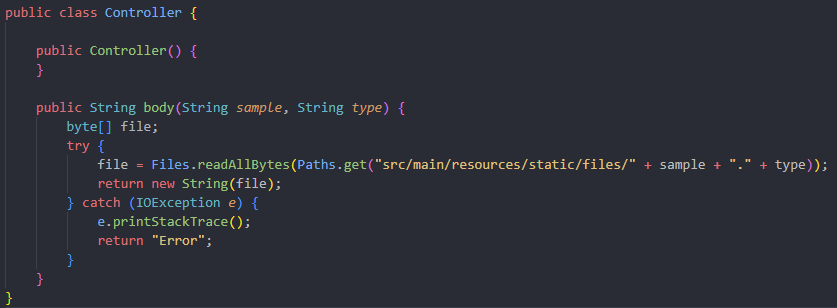 public class Controller {
public Controller() {
}
public String body(String sample, String type) {
byte[] file;
try {
file = Files.readAllBytes(Paths.get("src/main/resources/static/files/" + sample + "." + type));
return new String(file);
} catch (IOException e) {
e.printStackTrace();
return "Error";
}
}
}